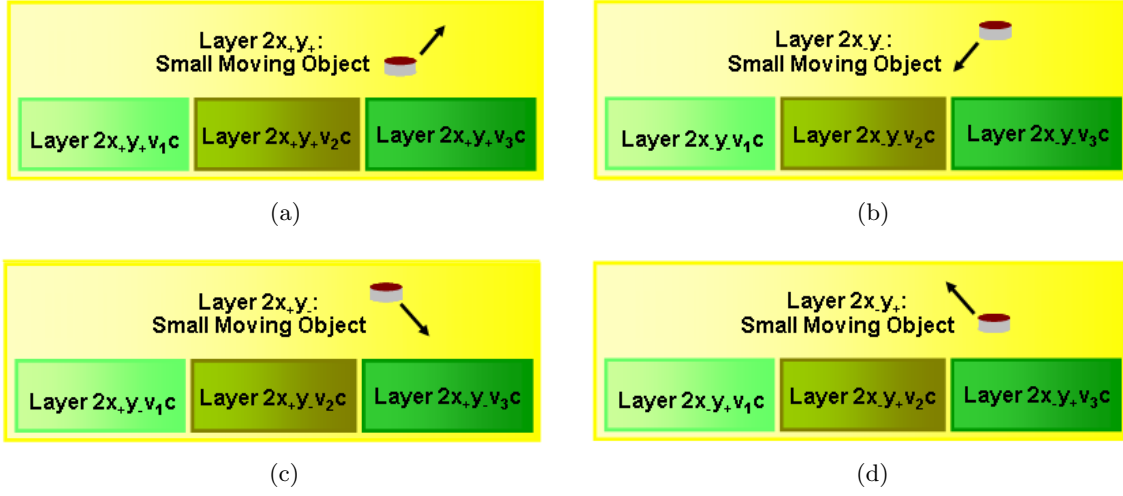 Layer 2x₊y₊:
Small Moving Object
Layer 2x₊y₊v₁c
Layer 2x₊y₊v₂c
Layer 2x₊y₊v₃c
(a)
Layer 2x₋y₋:
Small Moving Object
Layer 2x₋y₋v₁c
Layer 2x₋y₋v₂c
Layer 2x₋y₋v₃c
(b)
Layer 2x₊y₋:
Small Moving Object
Layer 2x₊y₋v₁c
Layer 2x₊y₋v₂c
Layer 2x₊y₋v₃c
(c)
Layer 2x₋y₊:
Small Moving Object
Layer 2x₋y₊v₁c
Layer 2x₋y₊v₂c
Layer 2x₋y₊v₃c
(d)